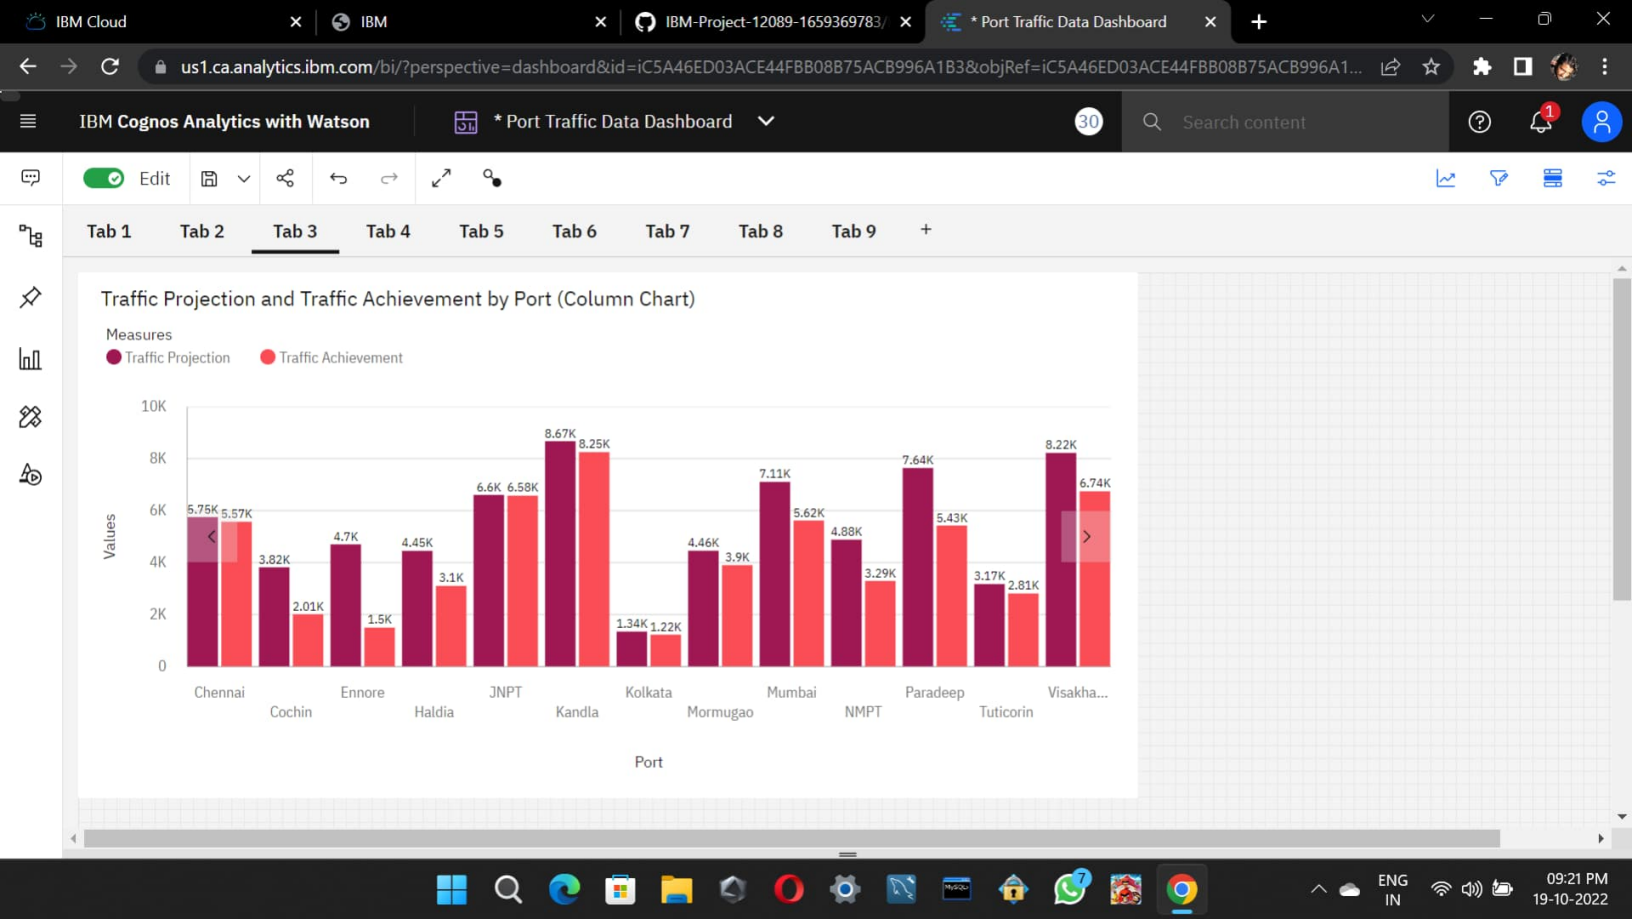 IBM Cloud
IBM
IBM-Project-12089-1659369783/
* Port Traffic Data Dashboard
us1.ca.analytics.ibm.com/bi/?perspective=dashboard&id=iC5A46ED03ACE44FBB08B75ACB996A1B3&objRef=iC5A46ED03ACE44FBB08B75ACB996A1...
IBM Cognos Analytics with Watson
* Port Traffic Data Dashboard
30
Search content
1
Edit
Tab 1 Tab 2 Tab 3 Tab 4 Tab 5 Tab 6 Tab 7 Tab 8 Tab 9 +
Traffic Projection and Traffic Achievement by Port (Column Chart)
Measures
Traffic Projection Traffic Achievement
Values
10K
8K
6K
4K
2K
0
5.75K 5.57K
3.82K 2.01K
4.7K 1.5K
4.45K 3.1K
6.6K 6.58K
8.67K 8.25K
1.34K 1.22K
4.46K 3.9K
7.11K 5.62K
4.88K 3.29K
7.64K 5.43K
3.17K 2.81K
8.22K 6.74K
Chennai Ennore JNPT Kolkata Mumbai Paradeep Visakha...
Cochin Haldia Kandla Mormugao NMPT Tuticorin
Port
MySQL
7
ENG
IN
09:21 PM
19-10-2022